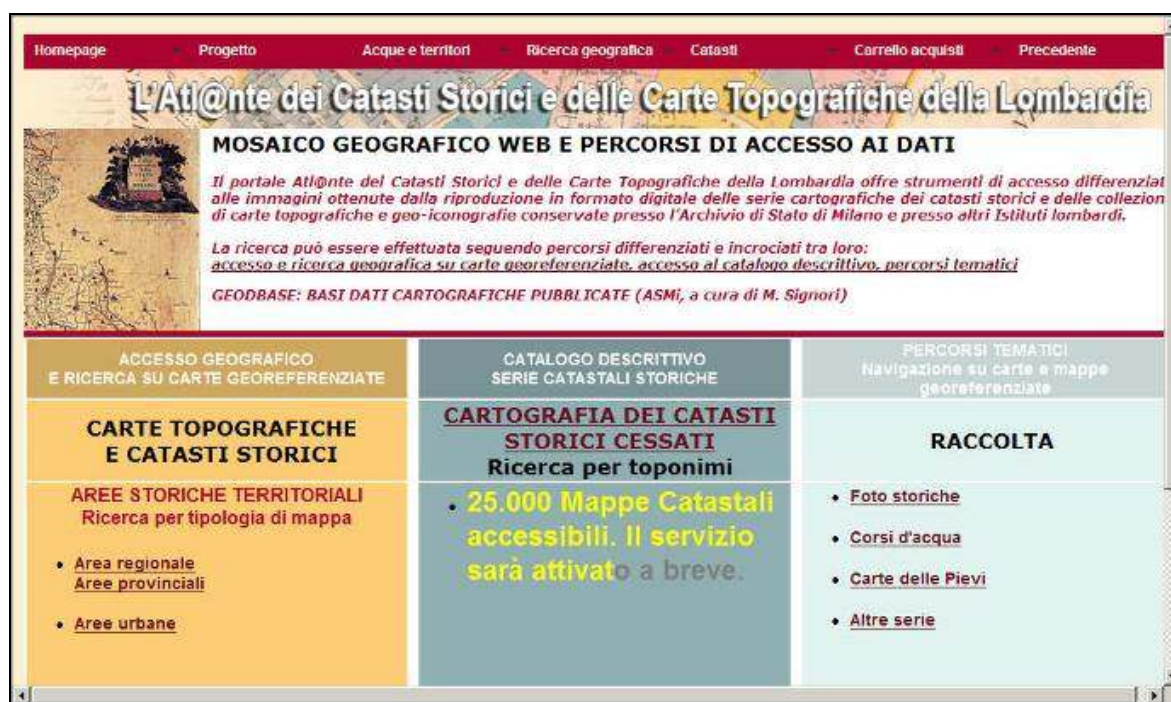 Homepage Progetto Acque e territori Ricerca geografica Catasti Carrello acquisti Precedente
L'Atl@nte dei Catasti Storici e delle Carte Topografiche della Lombardia
MOSAICO GEOGRAFICO WEB E PERCORSI DI ACCESSO AI DATI
Il portale Atl@nte dei Catasti Storici e delle Carte Topografiche della Lombardia offre strumenti di accesso differenziat
alle immagini ottenute dalla riproduzione in formato digitale delle serie cartografiche dei catasti storici e delle collezion
di carte topografiche e geo-iconografie conservate presso l'Archivio di Stato di Milano e presso altri Istituti lombardi.
La ricerca può essere effettuata seguendo percorsi differenziati e incrociati tra loro:
accesso e ricerca geografica su carte georeferenziate, accesso al catalogo descrittivo, percorsi tematici
GEODBASE: BASI DATI CARTOGRAFICHE PUBBLICATE (ASMi, a cura di M. Signori)
ACCESSO GEOGRAFICO
E RICERCA SU CARTE GEOREFERENZIATE
CARTE TOPOGRAFICHE
E CATASTI STORICI
AREE STORICHE TERRITORIALI
Ricerca per tipologia di mappa
• Area regionale
Aree provinciali
• Aree urbane
CATALOGO DESCRITTIVO
SERIE CATASTALI STORICHE
CARTOGRAFIA DEI CATASTI
STORICI CESSATI
Ricerca per toponimi
• 25.000 Mappe Catastali
accessibili. Il servizio
sarà attivato a breve.
PERCORSI TEMATICI
Navigazione su carte e mappe
georeferenziate
RACCOLTA
• Foto storiche
• Corsi d'acqua
• Carte delle Pievi
• Altre serie